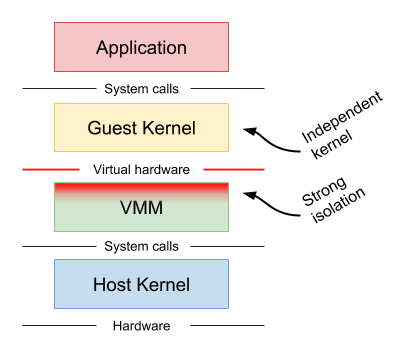 Application
System calls
Guest Kernel
Independent
kernel
Virtual hardware
Strong
isolation
VMM
System calls
Host Kernel
Hardware